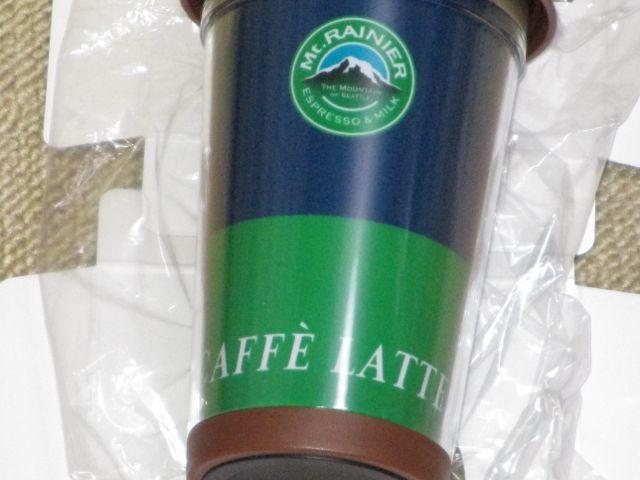 Mt. RAINIER
THE MOUNTAIN
OF SEATTLE
ESPRESSO & MILK
CAFFÈ LATTE